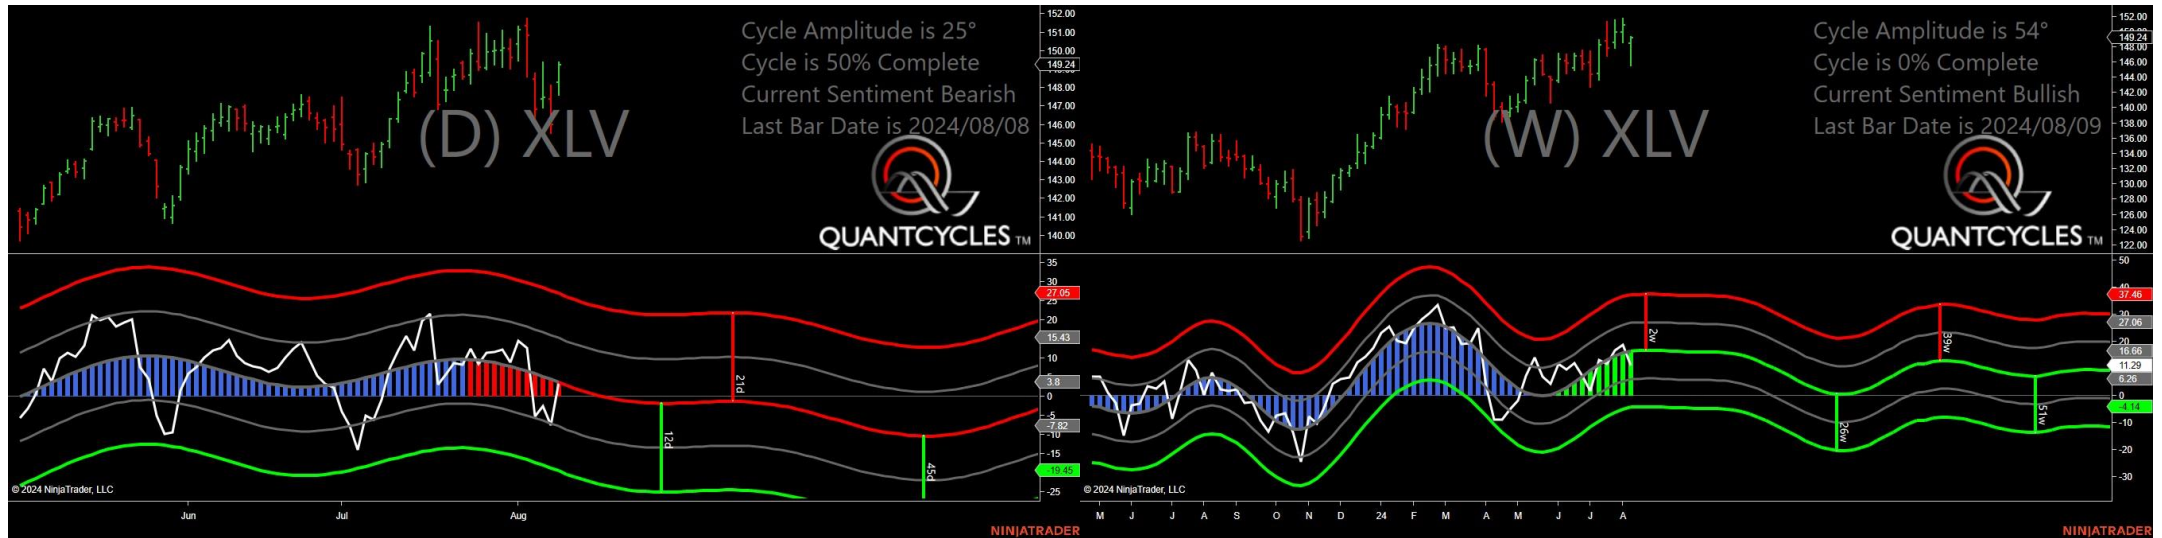 Cycle Amplitude is 25°
Cycle is 50% Complete
Current Sentiment Bearish
Last Bar Date is 2024/08/08
(D) XLV
QUANTCYCLES TM
152.00
151.00
150.00
149.24
148.00
147.00
146.00
145.00
144.00
143.00
142.00
141.00
140.00
35
30
27.05
25
20
15.43
10
5
3.8
0
-5
-7.82
-10
-15
-19.45
-25
12d
21d
45d
© 2024 NinjaTrader, LLC
Jun
Jul
Aug
NINJATRADER
Cycle Amplitude is 54°
Cycle is 0% Complete
Current Sentiment Bullish
Last Bar Date is 2024/08/09
(W) XLV
QUANTCYCLES TM
152.00
149.24
148.00
146.00
144.00
142.00
140.00
138.00
136.00
134.00
132.00
130.00
128.00
126.00
124.00
122.00
50
37.46
30
27.06
20
16.66
11.29
6.26
0
-4.14
-10
-20
-30
2w
26w
39w
51w
© 2024 NinjaTrader, LLC
M J J A S O N D 24 F M A M J J A
NINJATRADER